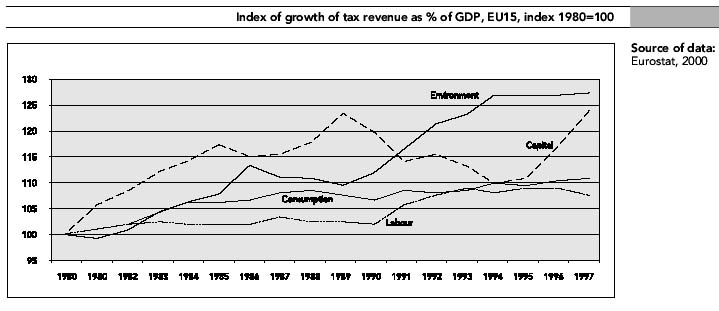 Index of growth of tax revenue as % of GDP, EU15, index 1980=100
Source of data:
Eurostat, 2000
130
125
120
115
110
105
100
95
Environment
Capital
Consumption
Labour
1980 1980 1982 1983 1984 1985 1986 1987 1988 1989 1990 1991 1992 1993 1994 1995 1996 1997